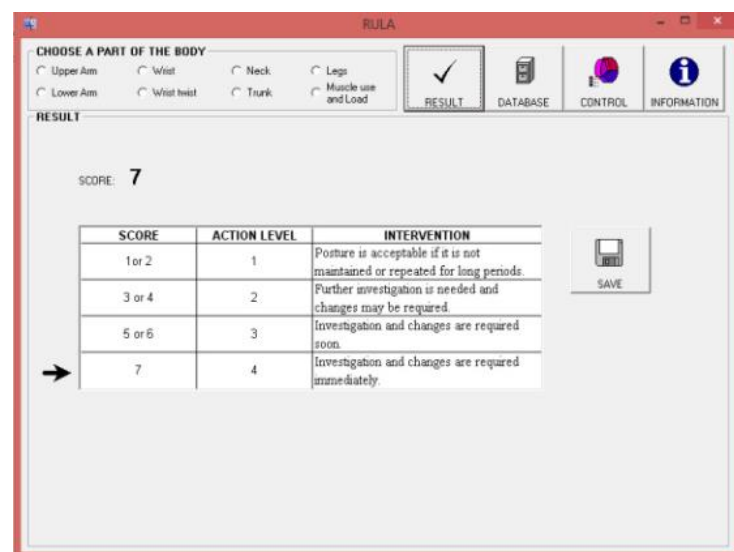 RULA
CHOOSE A PART OF THE BODY
Upper Arm Wrist Neck Legs
Lower Arm Wrist twist Trunk Muscle use and Load
RESULT DATABASE CONTROL INFORMATION
RESULT
SCORE: 7
SCORE ACTION LEVEL INTERVENTION
1 or 2 1 Posture is acceptable if it is not
maintained or repeated for long periods.
3 or 4 2 Further investigation is needed and
changes may be required.
5 or 6 3 Investigation and changes are required
soon.
7 4 Investigation and changes are required
immediately.
SAVE